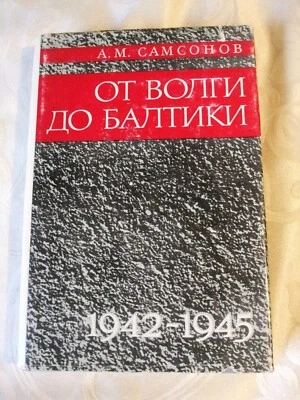 А. М. САМСОНОВ
ОТ ВОЛГИ
ДО БАЛТИКИ
1942–1945